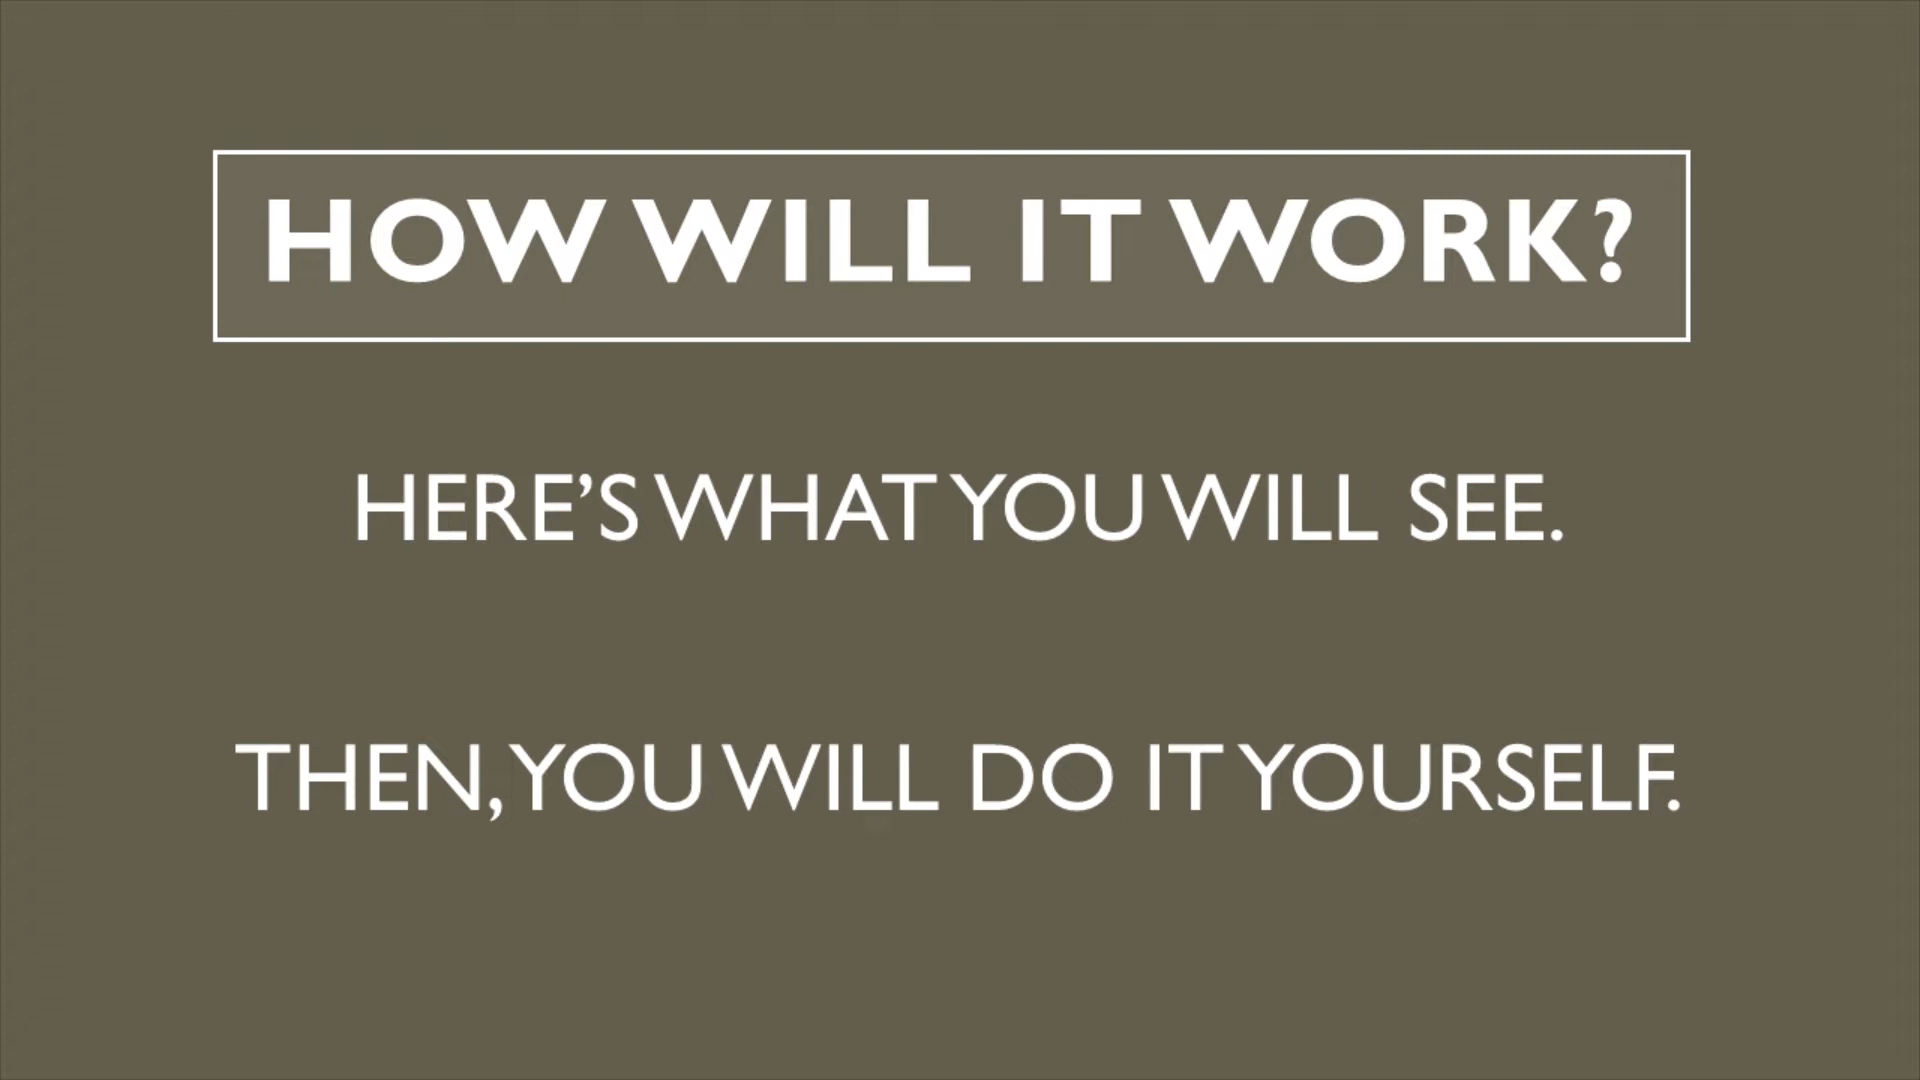 HOW WILL IT WORK?
HERE’S WHAT YOU WILL SEE.
THEN, YOU WILL DO IT YOURSELF.